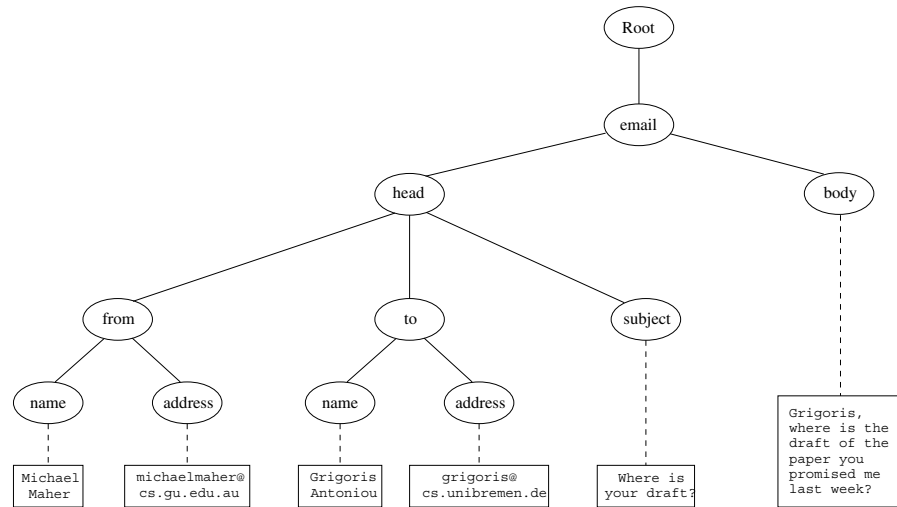 Root
email
head
body
from
to
subject
name
address
name
address
Michael
Maher
michaelmaher@
cs.gu.edu.au
Grigoris
Antoniou
grigoris@
cs.unibremen.de
Where is
your draft?
Grigoris,
where is the
draft of the
paper you
promised me
last week?